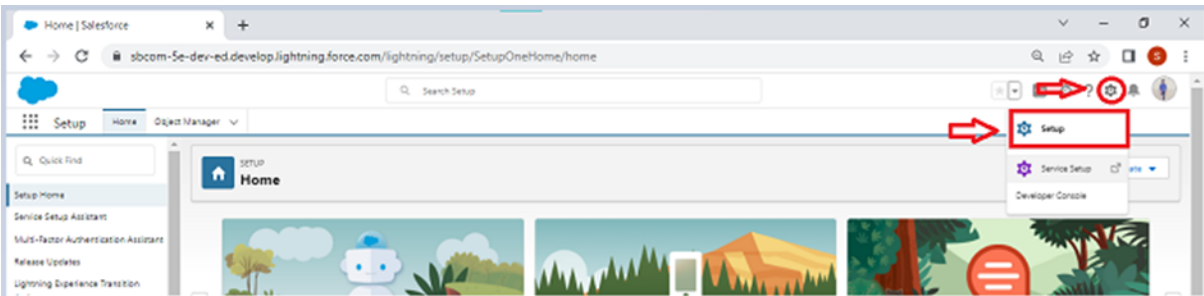 Home | Salesforce
sbcom-5e-dev-ed.develop.lightning.force.com/lightning/setup/SetupOneHome/home
S
Search Setup
?
Setup Home Object Manager
Setup
Quick Find
SETUP
Home
Service Setup
ate
Setup Home
Developer Console
Service Setup Assistant
Multi-Factor Authentication Assistant
Release Updates
Lightning Experience Transition